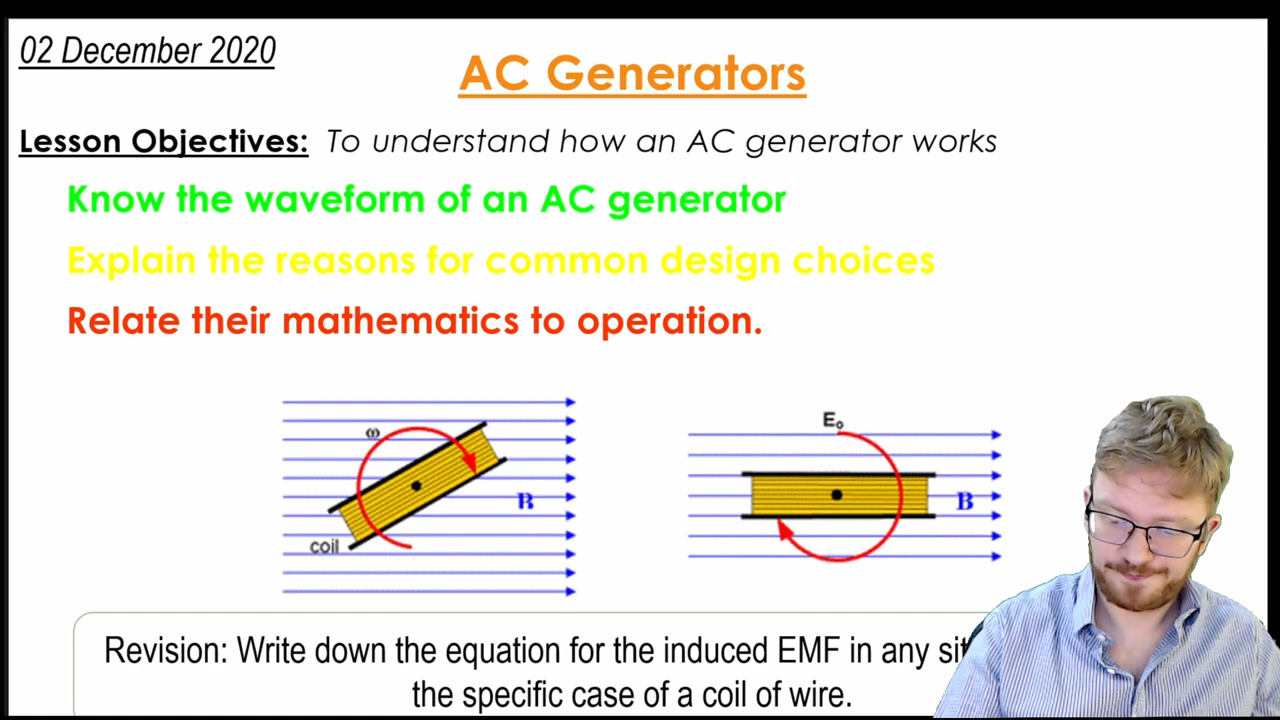 02 December 2020
AC Generators
Lesson Objectives: To understand how an AC generator works
Know the waveform of an AC generator
Explain the reasons for common design choices
Relate their mathematics to operation.
ω
B
coil
E₀
B
Revision: Write down the equation for the induced EMF in any
the specific case of a coil of wire.